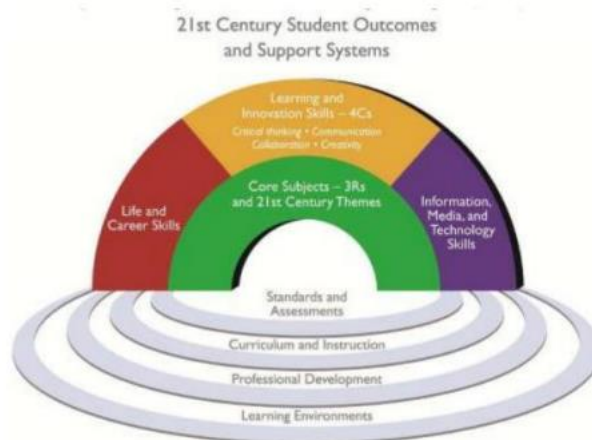 21st Century Student Outcomes
and Support Systems
Learning and
Innovation Skills – 4Cs
Critical thinking • Communication
Collaboration • Creativity
Core Subjects – 3Rs
and 21st Century Themes
Life and
Career Skills
Information,
Media, and
Technology
Skills
Standards and
Assessments
Curriculum and Instruction
Professional Development
Learning Environments